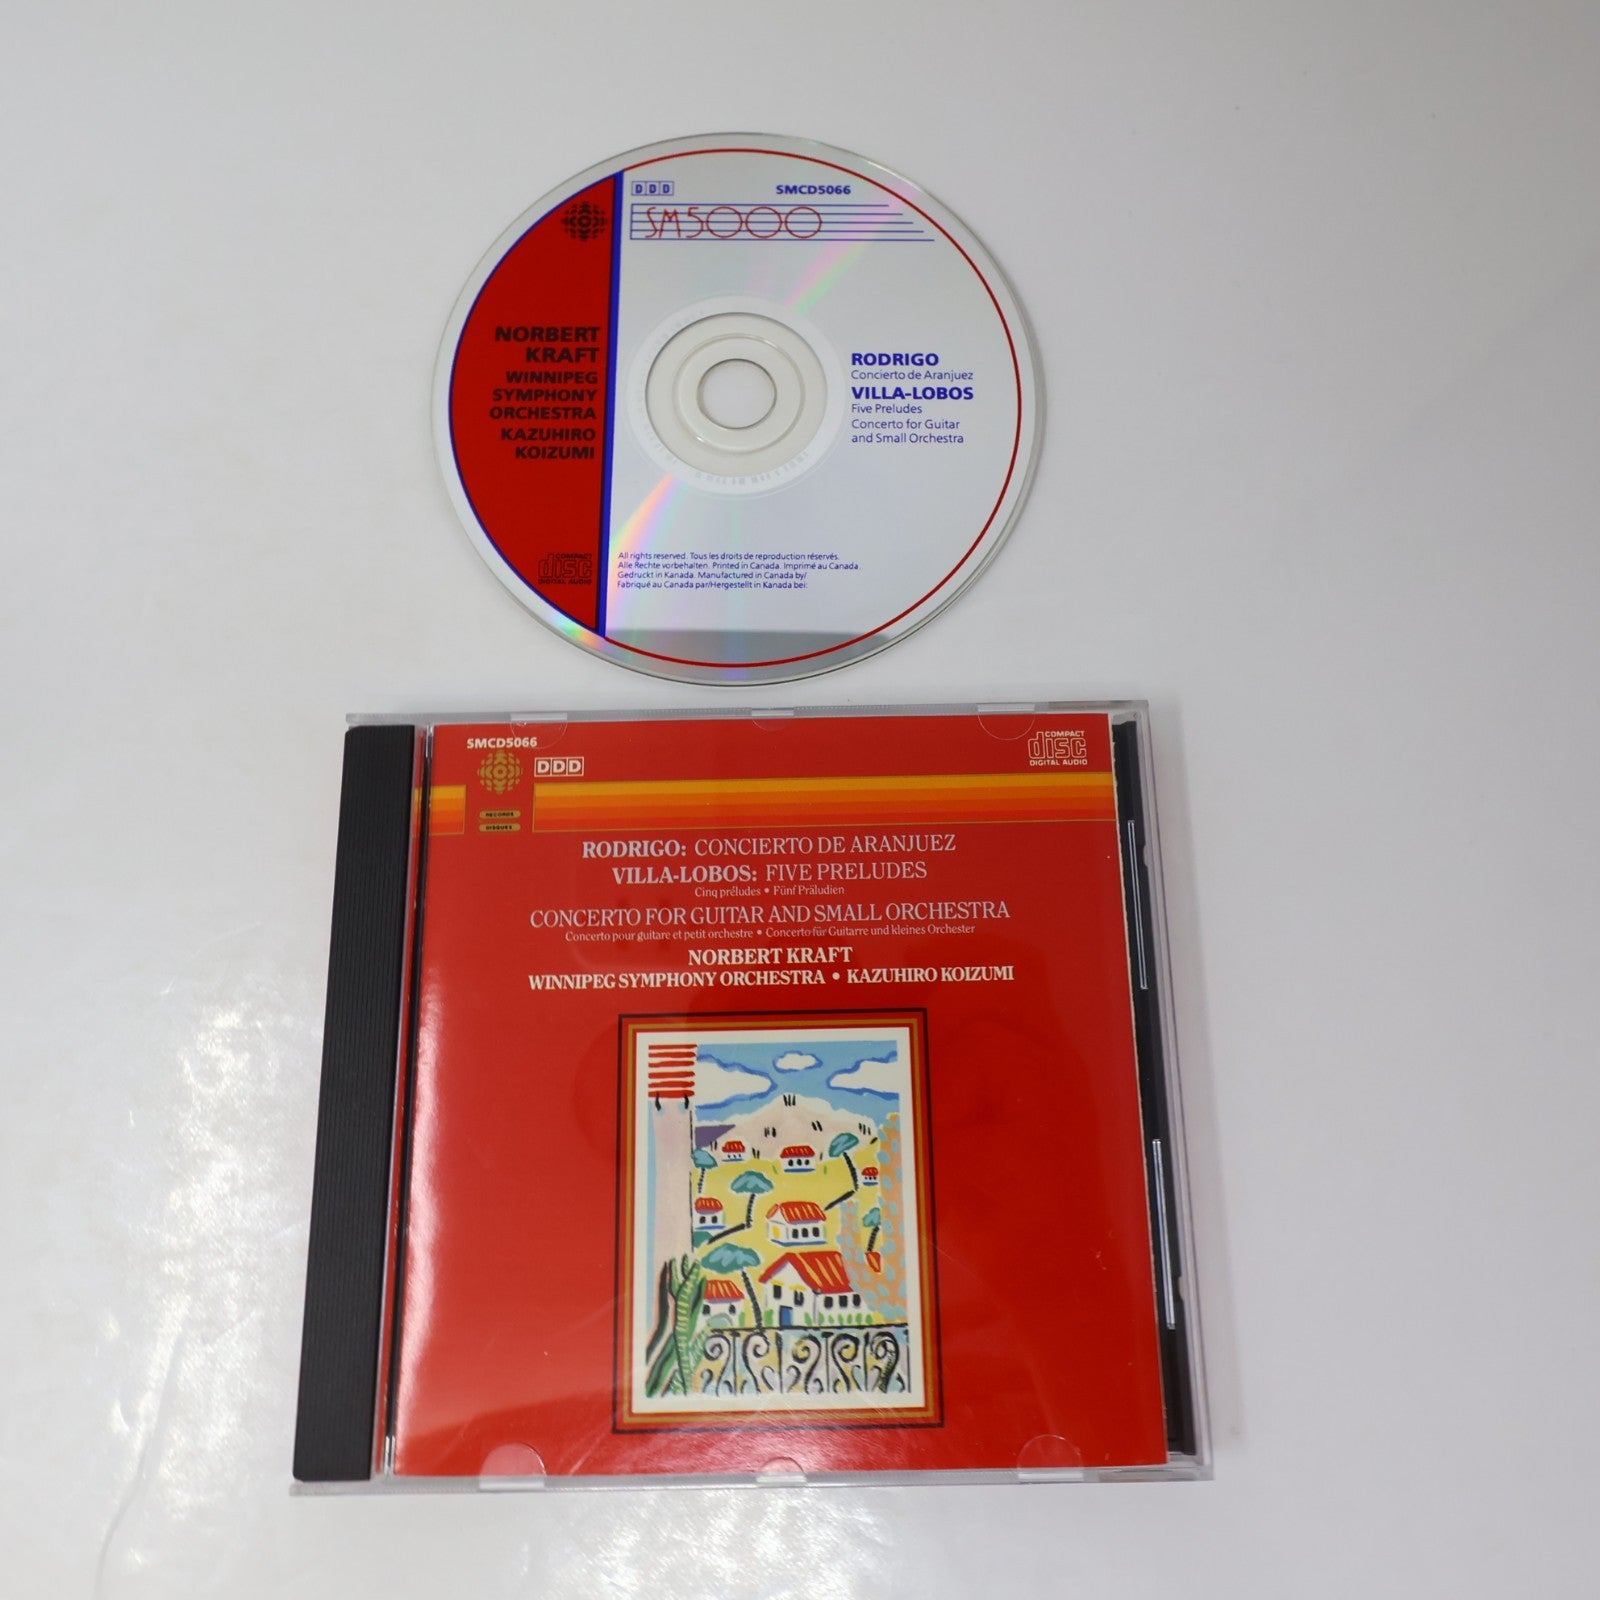 DDD
SMCD5066
SM5000
NORBERT
KRAFT
WINNIPEG
SYMPHONY
ORCHESTRA
KAZUHIRO
KOIZUMI
RODRIGO
Concierto de Aranjuez
VILLA-LOBOS
Five Preludes
Concerto for Guitar
and Small Orchestra
COMPACT
disc
DIGITAL AUDIO
All rights reserved. Tous les droits de reproduction réservés.
Alle Rechte vorbehalten. Printed in Canada. Imprimé au Canada.
Gedruckt in Kanada. Manufactured in Canada by/
Fabriqué au Canada par/Hergestellt in Kanada bei:
SMCD5066
DDD
COMPACT
disc
DIGITAL AUDIO
RECORDS
DISQUES
RODRIGO: CONCIERTO DE ARANJUEZ
VILLA-LOBOS: FIVE PRELUDES
Cinq préludes • Fünf Präludien
CONCERTO FOR GUITAR AND SMALL ORCHESTRA
Concerto pour guitare et petit orchestre • Concerto für Guitarre und kleines Orchester
NORBERT KRAFT
WINNIPEG SYMPHONY ORCHESTRA • KAZUHIRO KOIZUMI